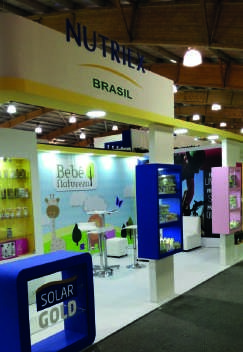 NUTRIEX
BRASIL
Bebê
Natureza
SOLAR
GOLD